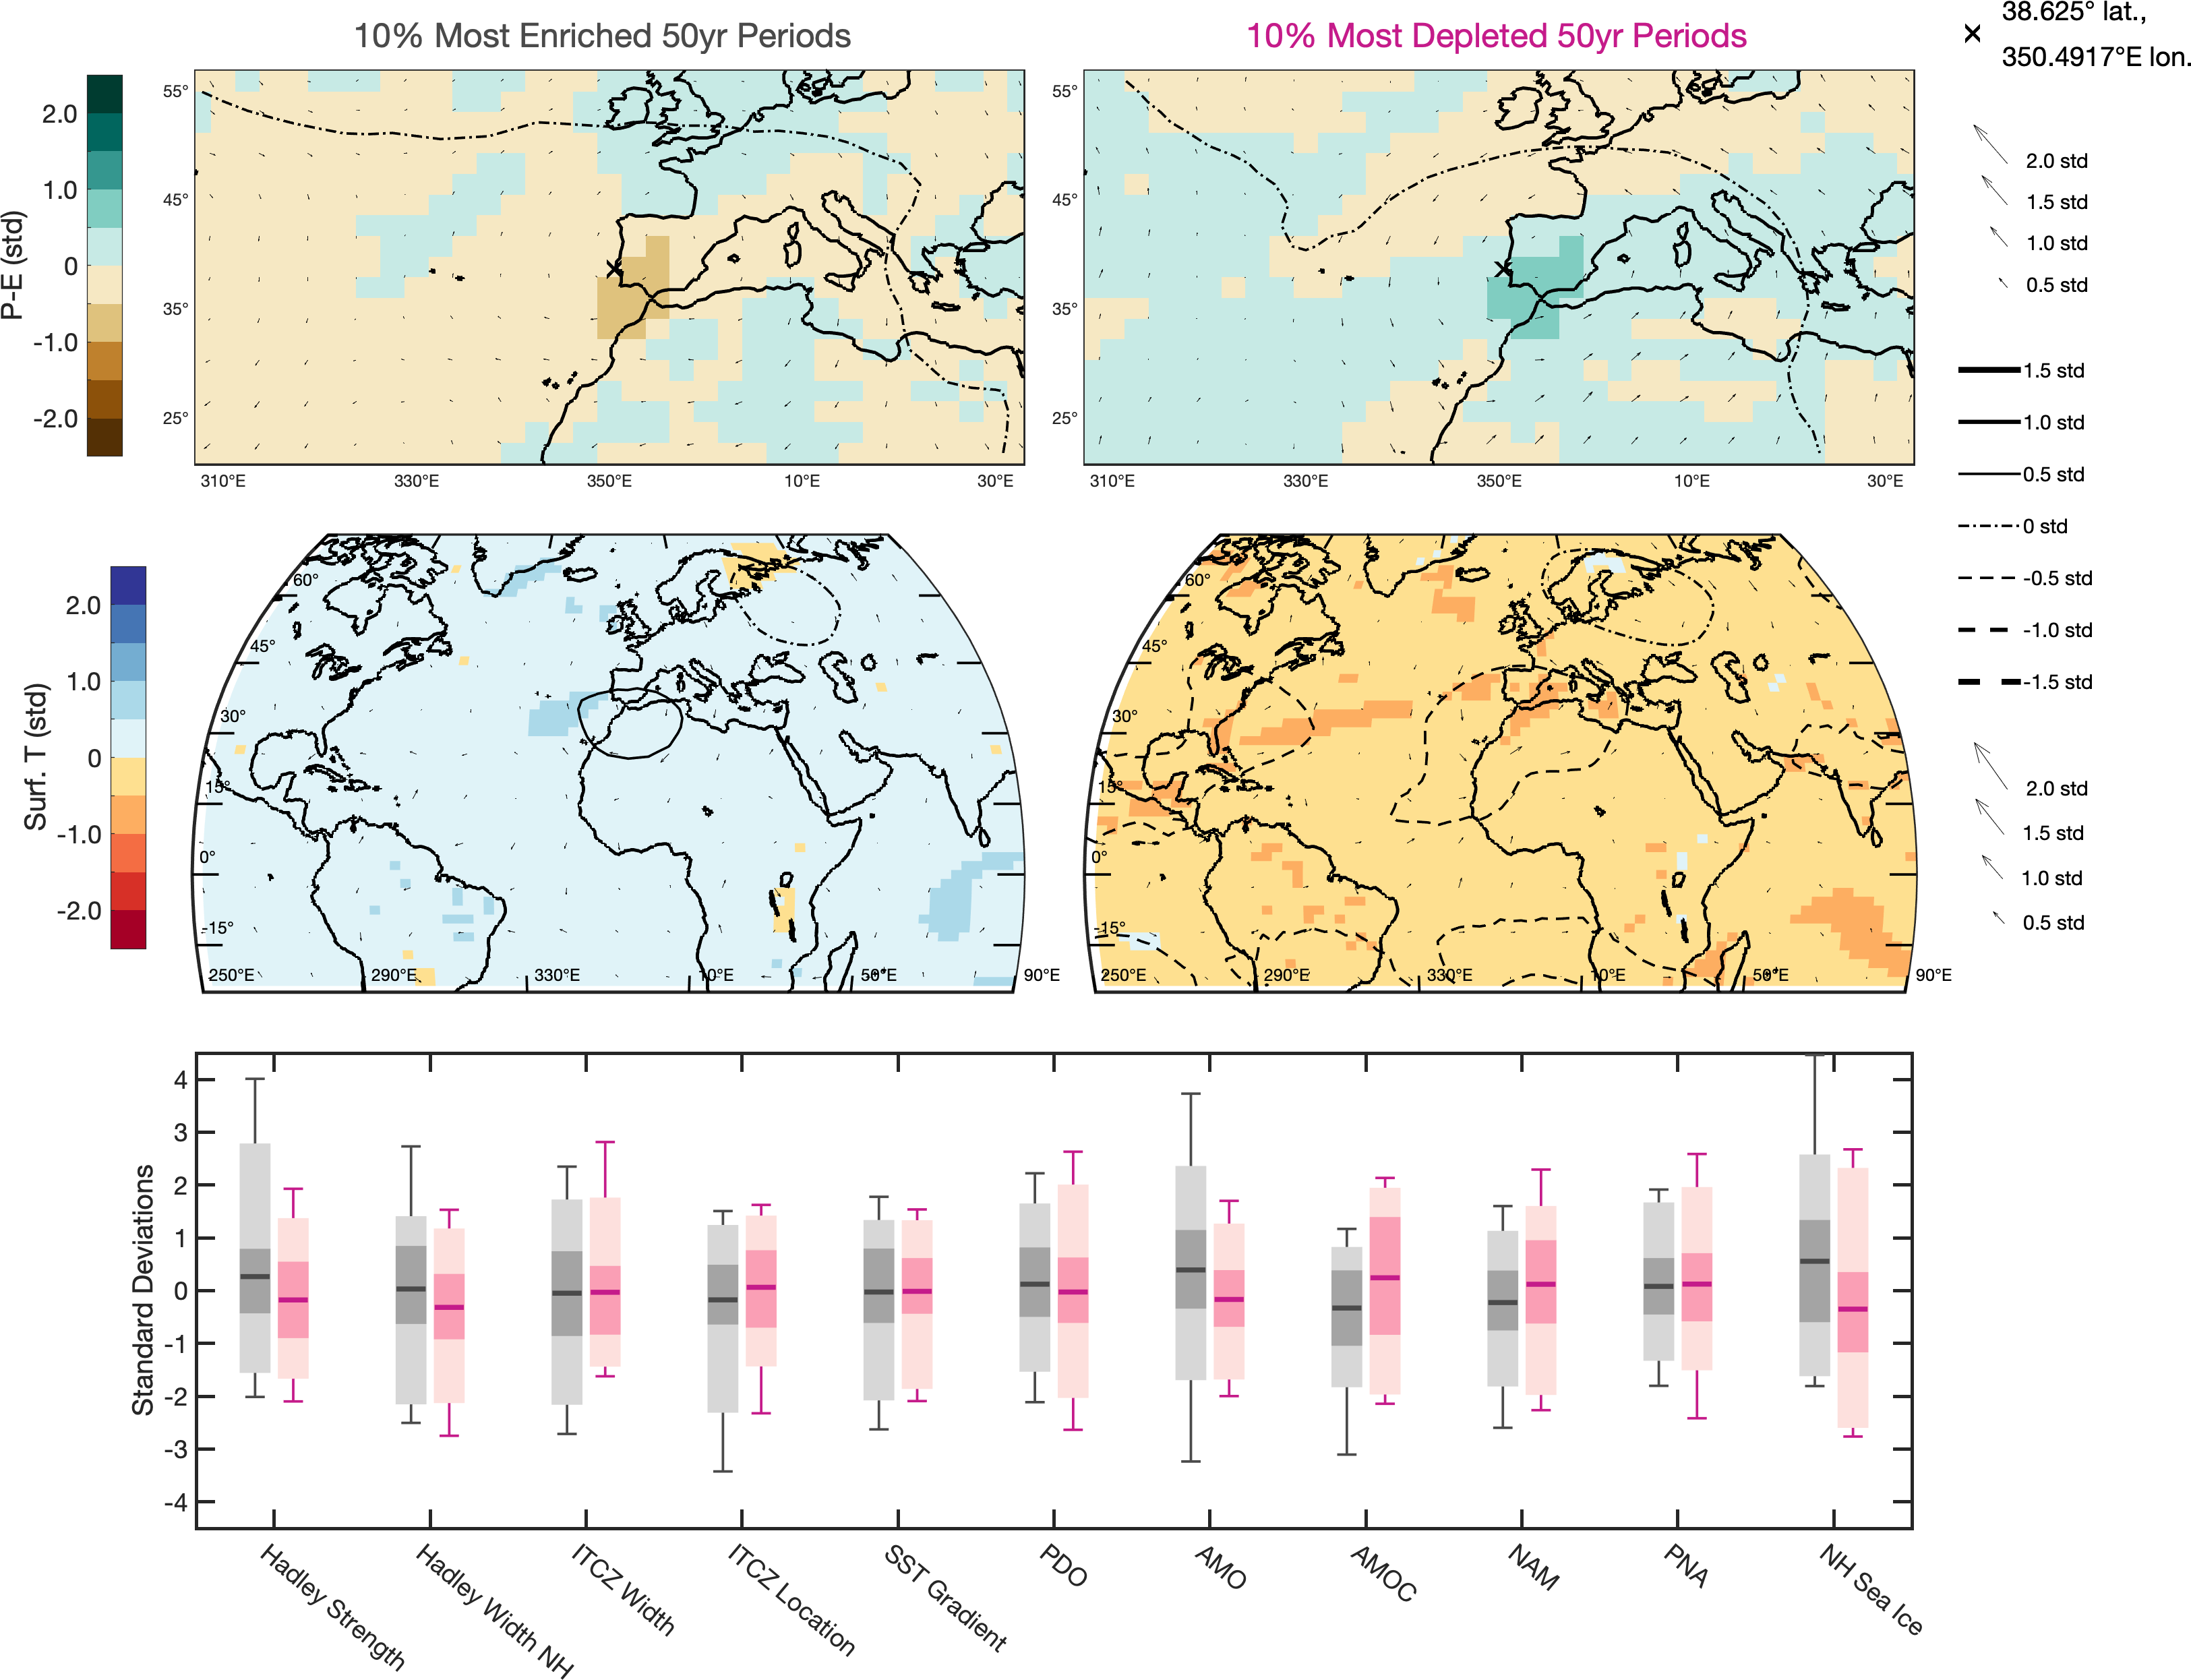 10% Most Enriched 50yr Periods
10% Most Depleted 50yr Periods
38.625° lat.,
350.4917°E lon.
P-E (std)
2.0
1.0
0
-1.0
-2.0
55°
45°
35°
25°
310°E
330°E
350°E
10°E
30°E
55°
45°
35°
25°
310°E
330°E
350°E
10°E
30°E
2.0 std
1.5 std
1.0 std
0.5 std
1.5 std
1.0 std
0.5 std
0 std
-0.5 std
-1.0 std
-1.5 std
Surf. T (std)
2.0
1.0
0
-1.0
-2.0
60°
45°
30°
15°
0°
-15°
250°E
290°E
330°E
10°E
50°E
90°E
60°
45°
30°
15°
0°
-15°
250°E
290°E
330°E
10°E
50°E
90°E
2.0 std
1.5 std
1.0 std
0.5 std
Standard Deviations
4
3
2
1
0
-1
-2
-3
-4
Hadley Strength
Hadley Width NH
ITCZ Width
ITCZ Location
SST Gradient
PDO
AMO
AMOC
NAM
PNA
NH Sea Ice